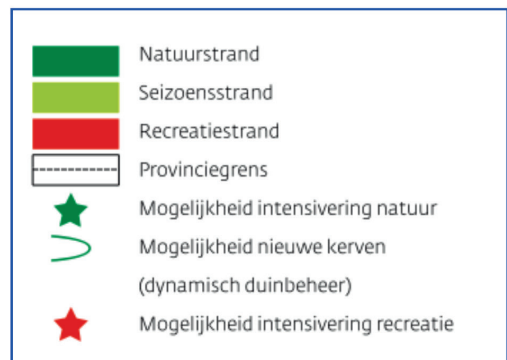 Natuurstrand
Seizoensstrand
Recreatiestrand
Provinciegrens
Mogelijkheid intensivering natuur
Mogelijkheid nieuwe kerven
(dynamisch duinbeheer)
Mogelijkheid intensivering recreatie